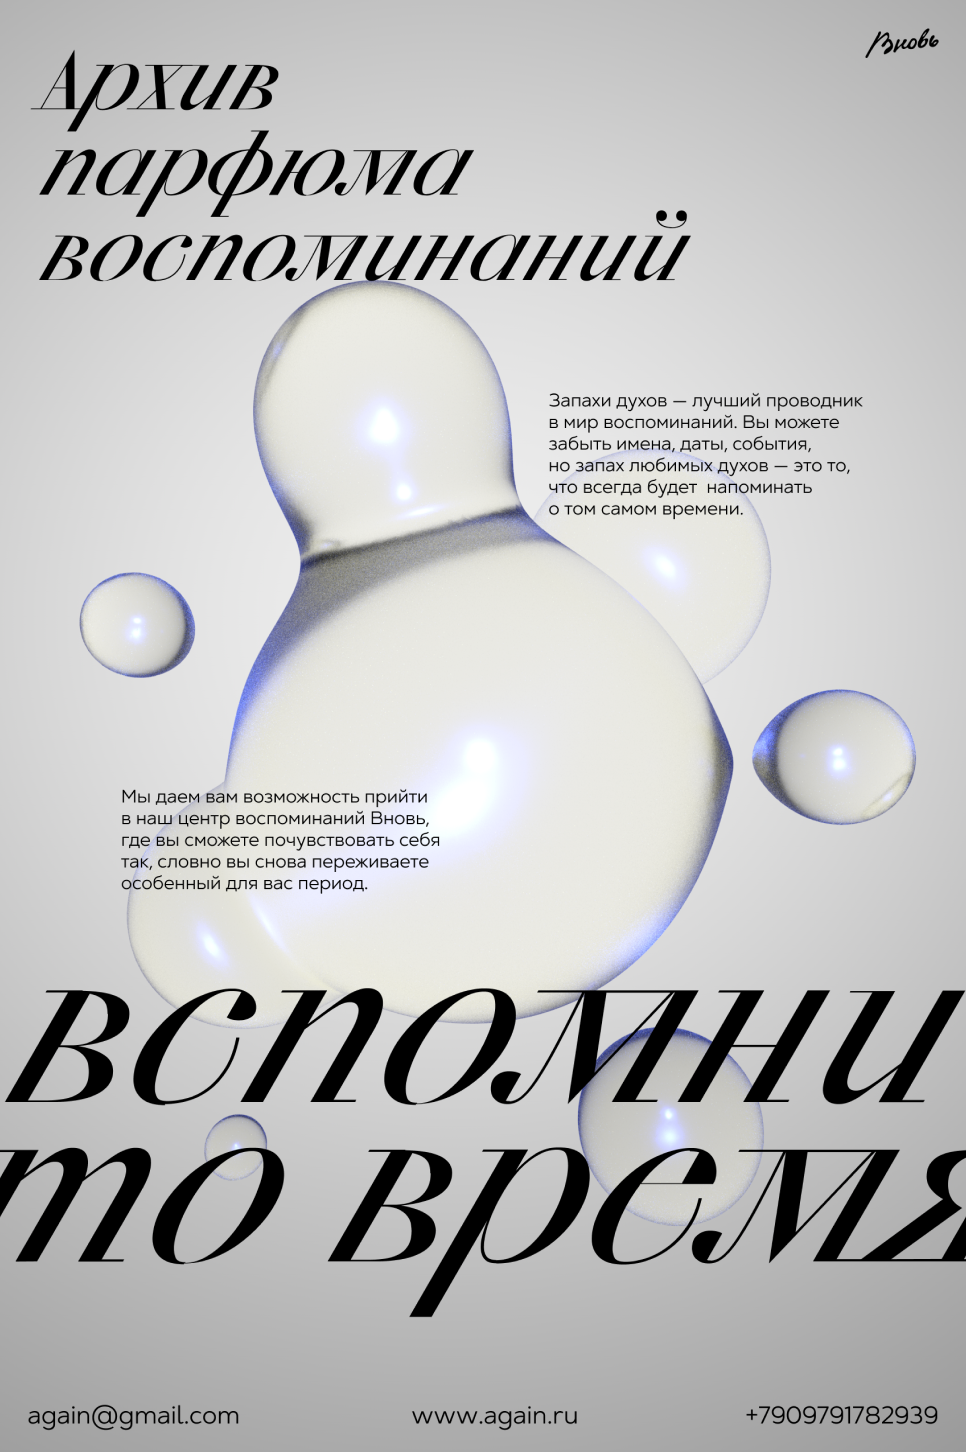 Вновь
Архив
парфюма
воспоминаний
Запахи духов — лучший проводник
в мир воспоминаний. Вы можете
забыть имена, даты, события,
но запах любимых духов — это то,
что всегда будет напоминать
о том самом времени.
Мы даем вам возможность прийти
в наш центр воспоминаний Вновь,
где вы сможете почувствовать себя
так, словно вы снова переживаете
особенный для вас период.
вспомни
то время
again@gmail.com
www.again.ru
+7909791782939